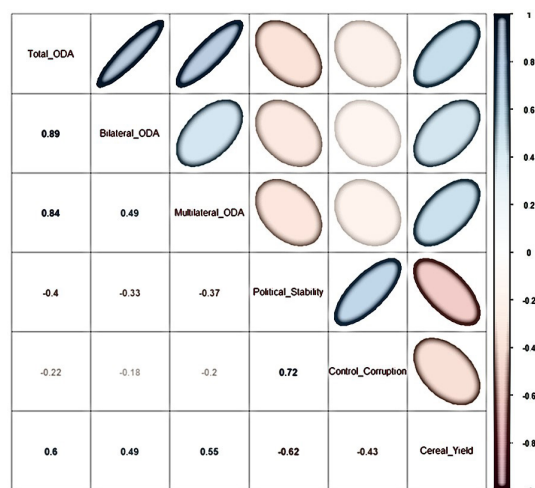 Total_ODA
0.89 Bilateral_ODA
0.84 0.49 Multilateral_ODA
-0.4 -0.33 -0.37 Political_Stability
-0.22 -0.18 -0.2 0.72 Control_Corruption
0.6 0.49 0.55 -0.62 -0.43 Cereal_Yield
1
0.8
0.6
0.4
0.2
0
-0.2
-0.4
-0.6
-0.8